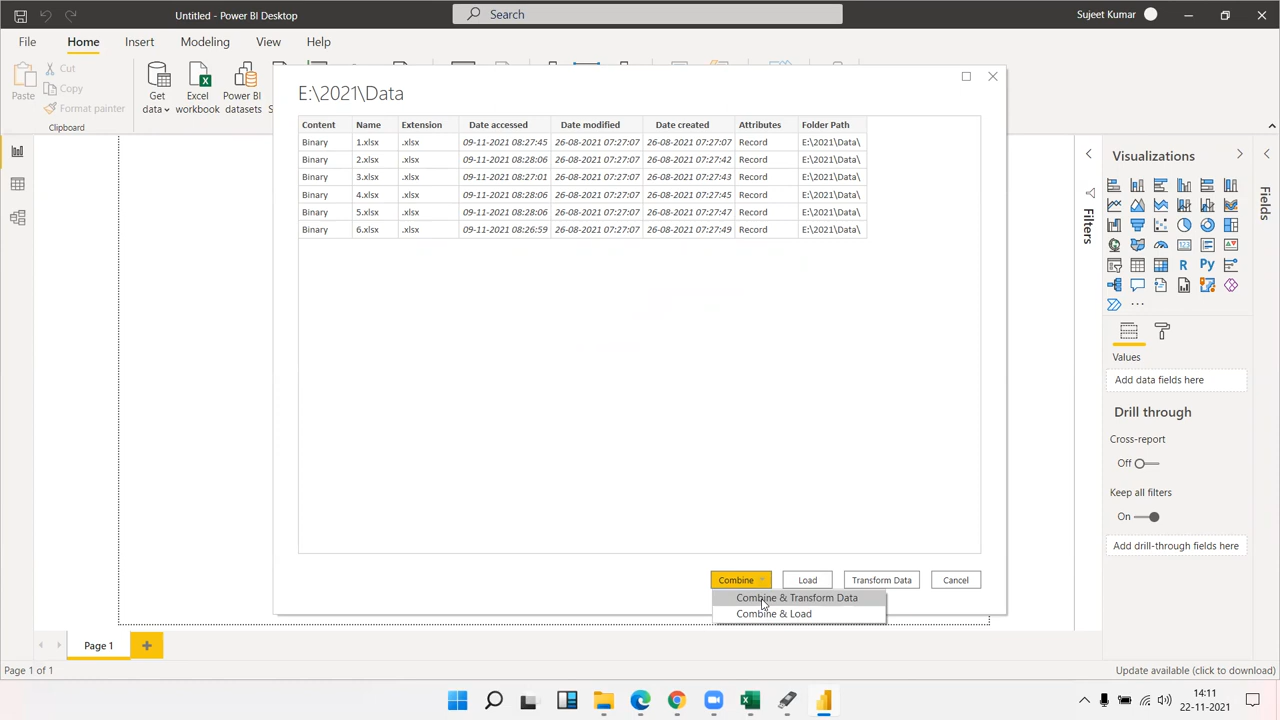 Untitled - Power BI Desktop
Search
Sujeet Kumar
File Home Insert Modeling View Help
Paste
Cut
Copy
Format painter
Clipboard
Get data
Excel workbook
Power BI datasets
E:\2021\Data
Content Name Extension Date accessed Date modified Date created Attributes Folder Path
Binary 1.xlsx .xlsx 09-11-2021 08:27:45 26-08-2021 07:27:07 26-08-2021 07:27:07 Record E:\2021\Data\
Binary 2.xlsx .xlsx 09-11-2021 08:28:06 26-08-2021 07:27:07 26-08-2021 07:27:42 Record E:\2021\Data\
Binary 3.xlsx .xlsx 09-11-2021 08:27:01 26-08-2021 07:27:07 26-08-2021 07:27:43 Record E:\2021\Data\
Binary 4.xlsx .xlsx 09-11-2021 08:28:06 26-08-2021 07:27:07 26-08-2021 07:27:45 Record E:\2021\Data\
Binary 5.xlsx .xlsx 09-11-2021 08:28:06 26-08-2021 07:27:07 26-08-2021 07:27:47 Record E:\2021\Data\
Binary 6.xlsx .xlsx 09-11-2021 08:26:59 26-08-2021 07:27:07 26-08-2021 07:27:49 Record E:\2021\Data\
Combine Load Transform Data Cancel
Combine & Transform Data
Combine & Load
Filters
Visualizations
R Py
Values
Add data fields here
Drill through
Cross-report
Off
Keep all filters
On
Add drill-through fields here
Fields
Page 1
Page 1 of 1
Update available (click to download)
14:11
22-11-2021